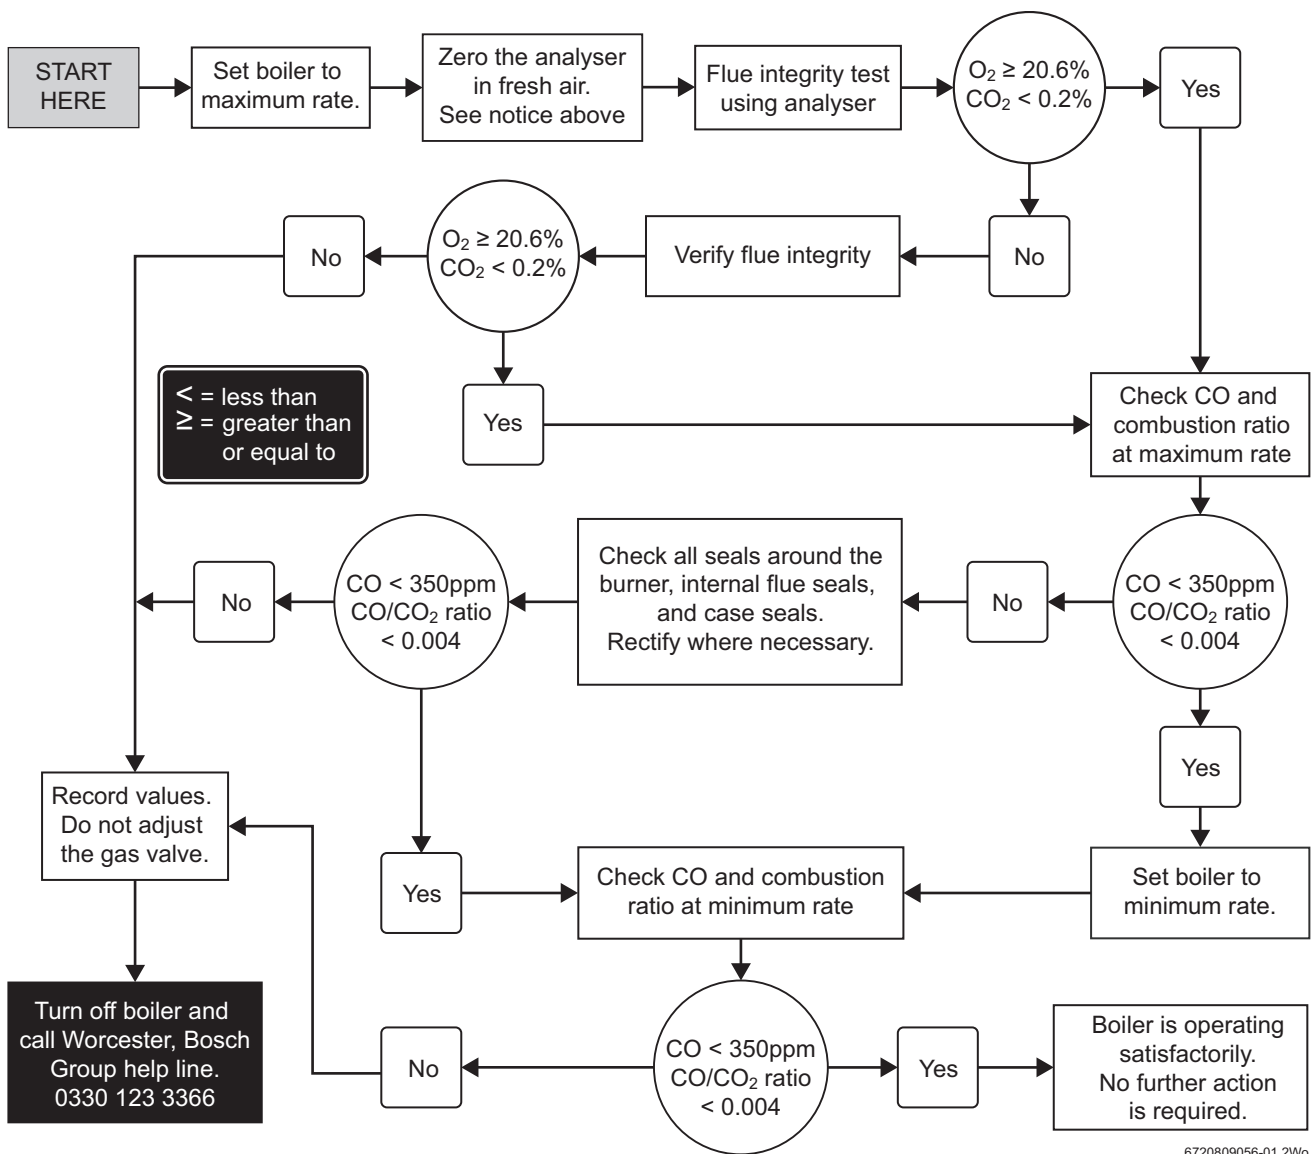 START
HERE
Set boiler to
maximum rate.
Zero the analyser
in fresh air.
See notice above
Flue integrity test
using analyser
O₂ ≥ 20.6%
CO₂ < 0.2%
Yes
No
Verify flue integrity
O₂ ≥ 20.6%
CO₂ < 0.2%
No
Yes
< = less than
≥ = greater than
or equal to
Check CO and
combustion ratio
at maximum rate
CO < 350ppm
CO/CO₂ ratio
< 0.004
No
Check all seals around the
burner, internal flue seals,
and case seals.
Rectify where necessary.
CO < 350ppm
CO/CO₂ ratio
< 0.004
No
Yes
Yes
Set boiler to
minimum rate.
Check CO and combustion
ratio at minimum rate
Record values.
Do not adjust
the gas valve.
CO < 350ppm
CO/CO₂ ratio
< 0.004
No
Yes
Boiler is operating
satisfactorily.
No further action
is required.
Turn off boiler and
call Worcester, Bosch
Group help line.
0330 123 3366
6720809056-01.2Wo